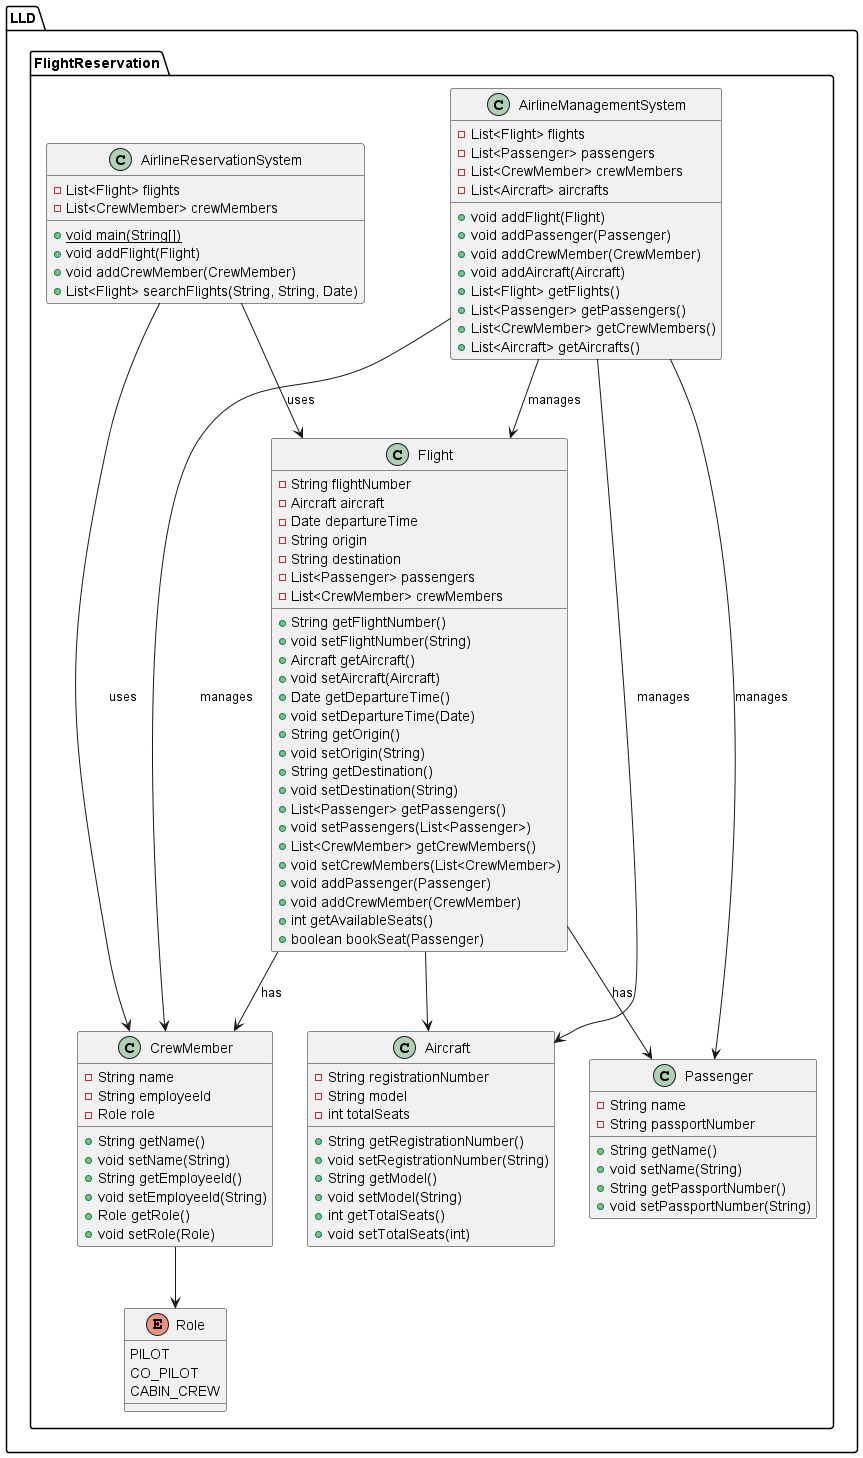 LLD
FlightReservation
C AirlineReservationSystem
List<Flight> flights
List<CrewMember> crewMembers
void main(String[])
void addFlight(Flight)
void addCrewMember(CrewMember)
List<Flight> searchFlights(String, String, Date)
C AirlineManagementSystem
List<Flight> flights
List<Passenger> passengers
List<CrewMember> crewMembers
List<Aircraft> aircrafts
void addFlight(Flight)
void addPassenger(Passenger)
void addCrewMember(CrewMember)
void addAircraft(Aircraft)
List<Flight> getFlights()
List<Passenger> getPassengers()
List<CrewMember> getCrewMembers()
List<Aircraft> getAircrafts()
uses
manages
C Flight
String flightNumber
Aircraft aircraft
Date departureTime
String origin
String destination
List<Passenger> passengers
List<CrewMember> crewMembers
String getFlightNumber()
void setFlightNumber(String)
Aircraft getAircraft()
void setAircraft(Aircraft)
Date getDepartureTime()
void setDepartureTime(Date)
String getOrigin()
void setOrigin(String)
String getDestination()
void setDestination(String)
List<Passenger> getPassengers()
void setPassengers(List<Passenger>)
List<CrewMember> getCrewMembers()
void setCrewMembers(List<CrewMember>)
void addPassenger(Passenger)
void addCrewMember(CrewMember)
int getAvailableSeats()
boolean bookSeat(Passenger)
uses
manages
manages
manages
has
has
C CrewMember
String name
String employeeId
Role role
String getName()
void setName(String)
String getEmployeeId()
void setEmployeeId(String)
Role getRole()
void setRole(Role)
C Aircraft
String registrationNumber
String model
int totalSeats
String getRegistrationNumber()
void setRegistrationNumber(String)
String getModel()
void setModel(String)
int getTotalSeats()
void setTotalSeats(int)
C Passenger
String name
String passportNumber
String getName()
void setName(String)
String getPassportNumber()
void setPassportNumber(String)
E Role
PILOT
CO_PILOT
CABIN_CREW